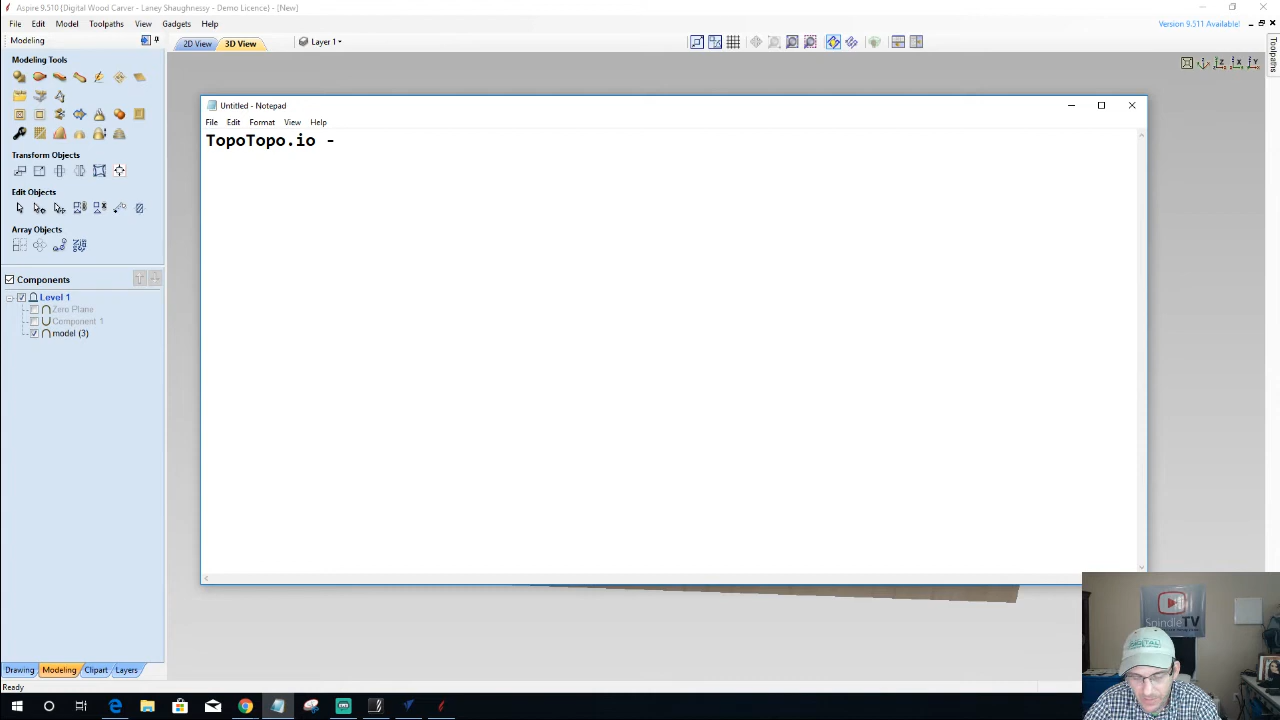 Aspire 9.510 {Digital Wood Carver - Laney Shaughnessy - Demo Licence} - [New]
File Edit Model Toolpaths View Gadgets Help
Version 9.511 Available!
Modeling
2D View
3D View
Layer 1
Toolpaths
Modeling Tools
Transform Objects
Edit Objects
Array Objects
Components
Level 1
Zero Plane
Component 1
model (3)
Untitled - Notepad
File Edit Format View Help
TopoTopo.io -
Drawing Modeling Clipart Layers
Ready
SpindleTV
DIGITAL